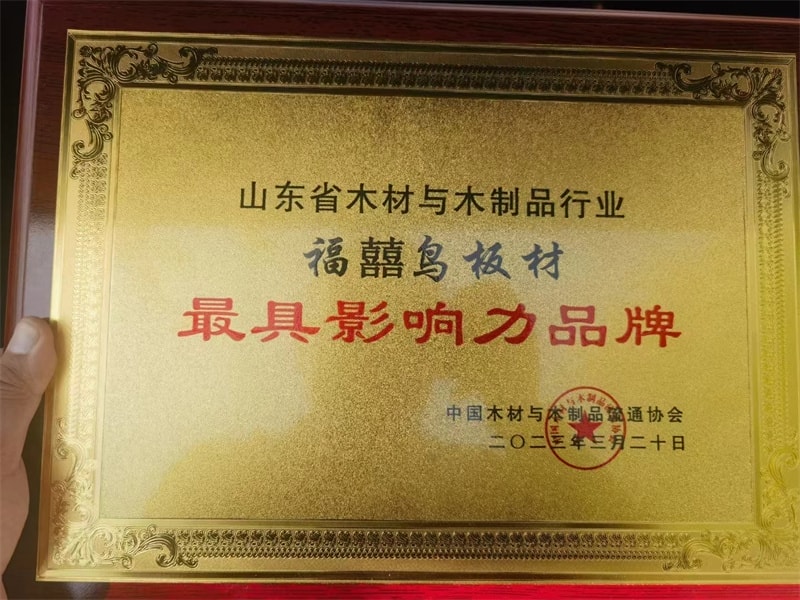 山东省木材与木制品行业
福囍鸟板材
最具影响力品牌
中国木材与木制品流通协会
二〇二三年三月二十日